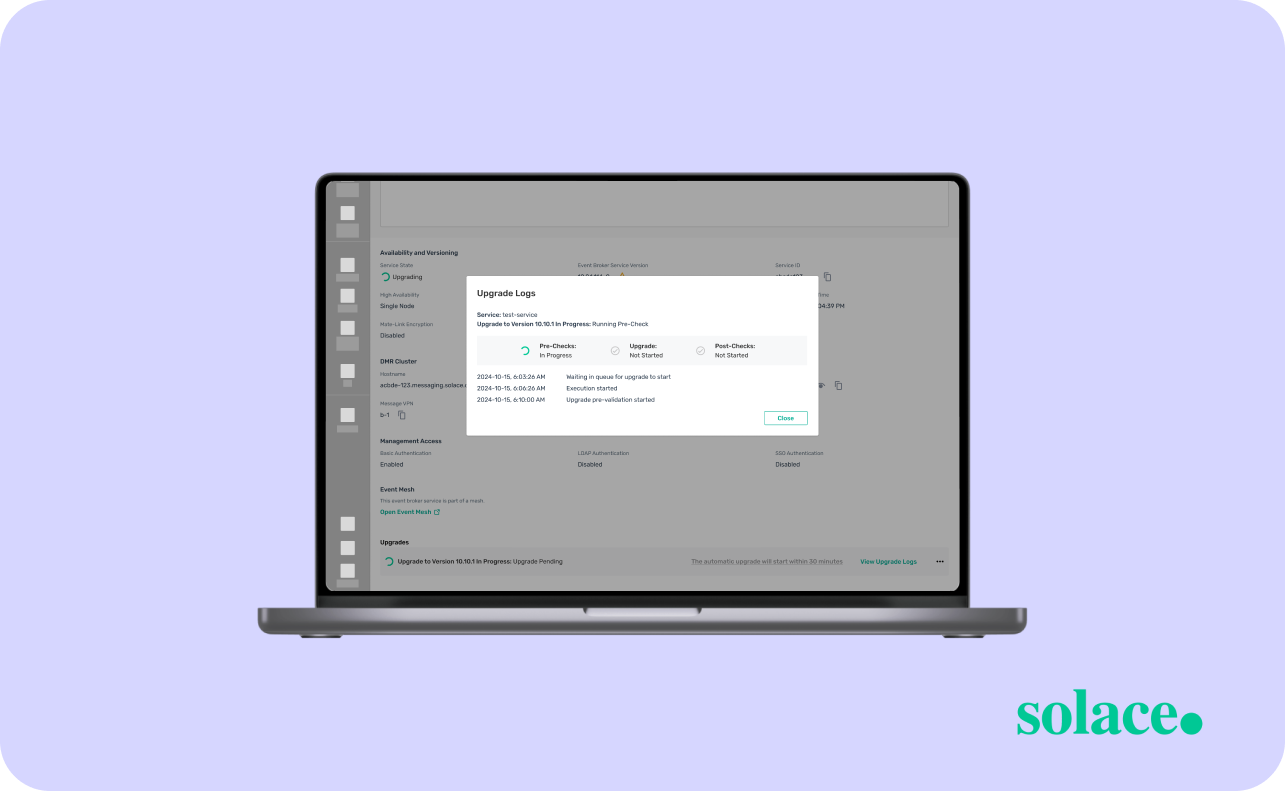 Availability and Versioning
Service State
Event Broker Service Version
Service ID
Upgrading
High Availability
Time
Single Node
04:39 PM
Mate-Link Encryption
Disabled
DMR Cluster
Hostname
acbde-123.messaging.solace.
Message VPN
b-1
Upgrade Logs
Service: test-service
Upgrade to Version 10.10.1 In Progress: Running Pre-Check
Pre-Checks: Upgrade: Post-Checks:
In Progress Not Started Not Started
2024-10-15, 6:03:26 AM Waiting in queue for upgrade to start
2024-10-15, 6:06:26 AM Execution started
2024-10-15, 6:10:00 AM Upgrade pre-validation started
Close
Management Access
Basic Authentication LDAP Authentication SSO Authentication
Enabled Disabled Disabled
Event Mesh
This event broker service is part of a mesh.
Open Event Mesh
Upgrades
Upgrade to Version 10.10.1 In Progress: Upgrade Pending The automatic upgrade will start within 30 minutes View Upgrade Logs
solace.